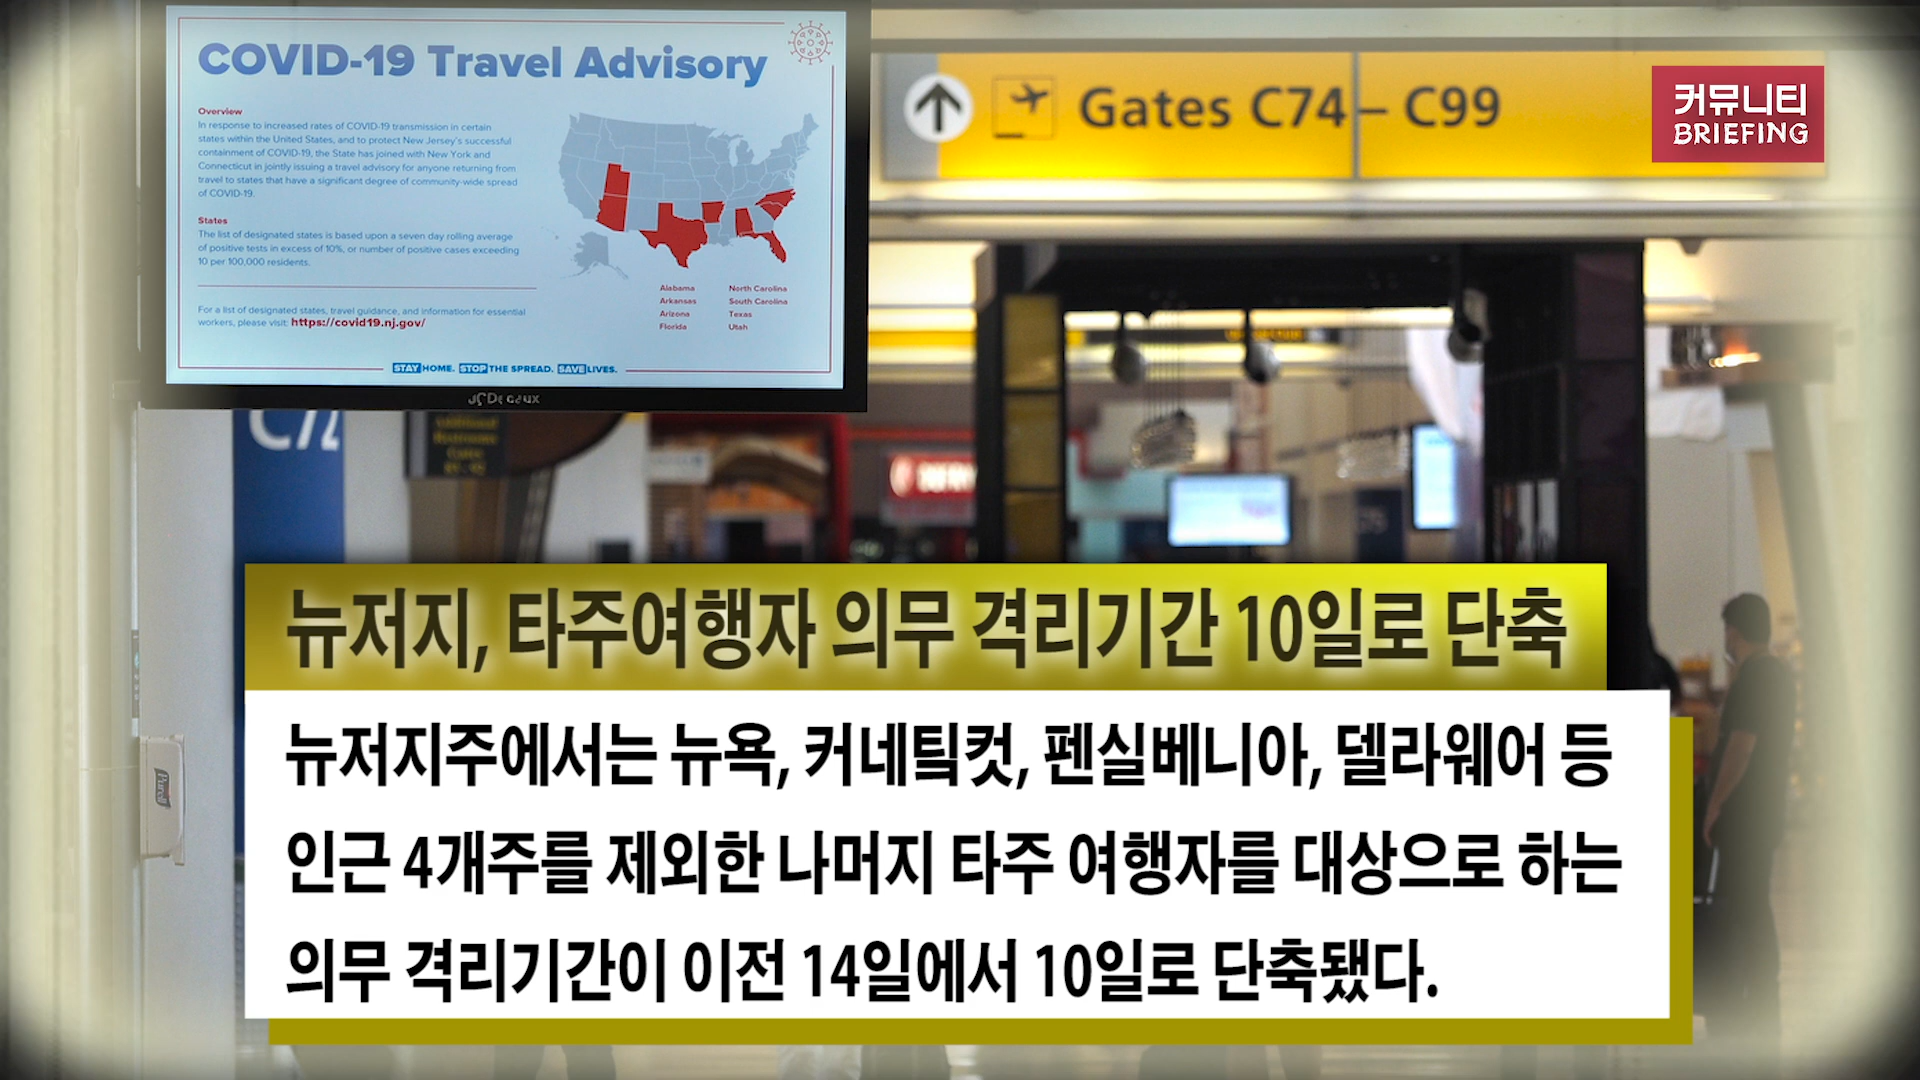 COVID-19 Travel Advisory
Overview
In response to increased rates of COVID-19 transmission in certain
states within the United States, and to protect New Jersey's successful
containment of COVID-19, the State has joined with New York and
Connecticut in jointly issuing a travel advisory for anyone returning from
travel to states that have a significant degree of community-wide spread
of COVID-19.
States
The list of designated states is based upon a seven day rolling average
of positive tests in excess of 10%, or number of positive cases exceeding
10 per 100,000 residents.
For a list of designated states, travel guidance, and information for essential
workers, please visit: https://covid19.nj.gov/
Alabama
Arkansas
Arizona
Florida
North Carolina
South Carolina
Texas
Utah
STAY HOME. STOP THE SPREAD. SAVE LIVES.
JCDecaux
Gates C74 – C99
커뮤니티
BRIEFING
C72
Purell
뉴저지, 타주여행자 의무 격리기간 10일로 단축
뉴저지주에서는 뉴욕, 커네틱컷, 펜실베니아, 델라웨어 등
인근 4개주를 제외한 나머지 타주 여행자를 대상으로 하는
의무 격리기간이 이전 14일에서 10일로 단축됐다.